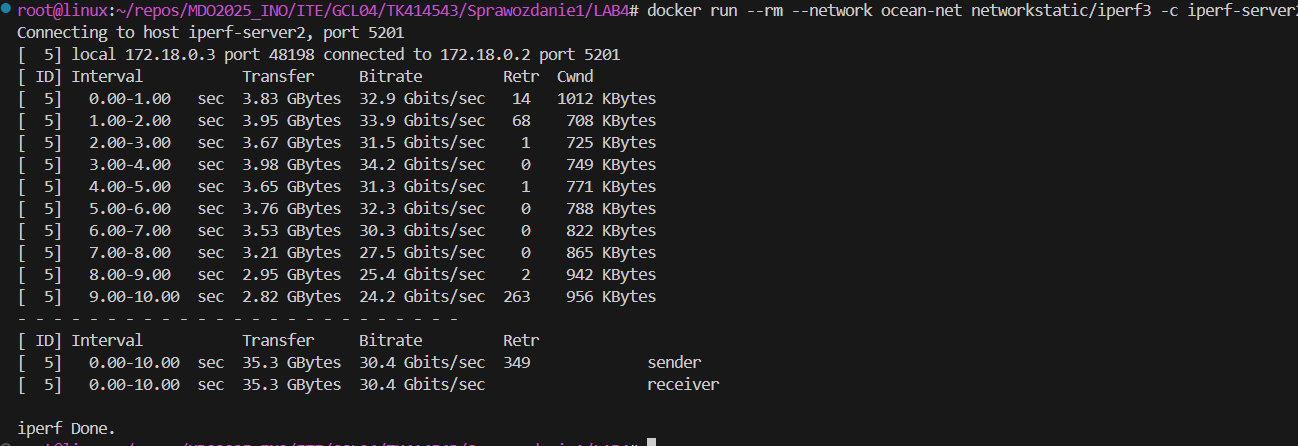 root@linux:~/repos/MDO2025_INO/ITE/GCL04/TK414543/Sprawozdanie1/LAB4# docker run --rm --network ocean-net networkstatic/iperf3 -c iperf-server2
Connecting to host iperf-server2, port 5201
[  5] local 172.18.0.3 port 48198 connected to 172.18.0.2 port 5201
[ ID] Interval           Transfer     Bitrate         Retr  Cwnd
[  5]   0.00-1.00   sec  3.83 GBytes  32.9 Gbits/sec   14   1012 KBytes
[  5]   1.00-2.00   sec  3.95 GBytes  33.9 Gbits/sec   68    708 KBytes
[  5]   2.00-3.00   sec  3.67 GBytes  31.5 Gbits/sec    1    725 KBytes
[  5]   3.00-4.00   sec  3.98 GBytes  34.2 Gbits/sec    0    749 KBytes
[  5]   4.00-5.00   sec  3.65 GBytes  31.3 Gbits/sec    1    771 KBytes
[  5]   5.00-6.00   sec  3.76 GBytes  32.3 Gbits/sec    0    788 KBytes
[  5]   6.00-7.00   sec  3.53 GBytes  30.3 Gbits/sec    0    822 KBytes
[  5]   7.00-8.00   sec  3.21 GBytes  27.5 Gbits/sec    0    865 KBytes
[  5]   8.00-9.00   sec  2.95 GBytes  25.4 Gbits/sec    2    942 KBytes
[  5]   9.00-10.00  sec  2.82 GBytes  24.2 Gbits/sec  263    956 KBytes
- - - - - - - - - - - - - - - - - - - - - - - - -
[ ID] Interval           Transfer     Bitrate         Retr
[  5]   0.00-10.00  sec  35.3 GBytes  30.4 Gbits/sec  349             sender
[  5]   0.00-10.00  sec  35.3 GBytes  30.4 Gbits/sec                  receiver
iperf Done.